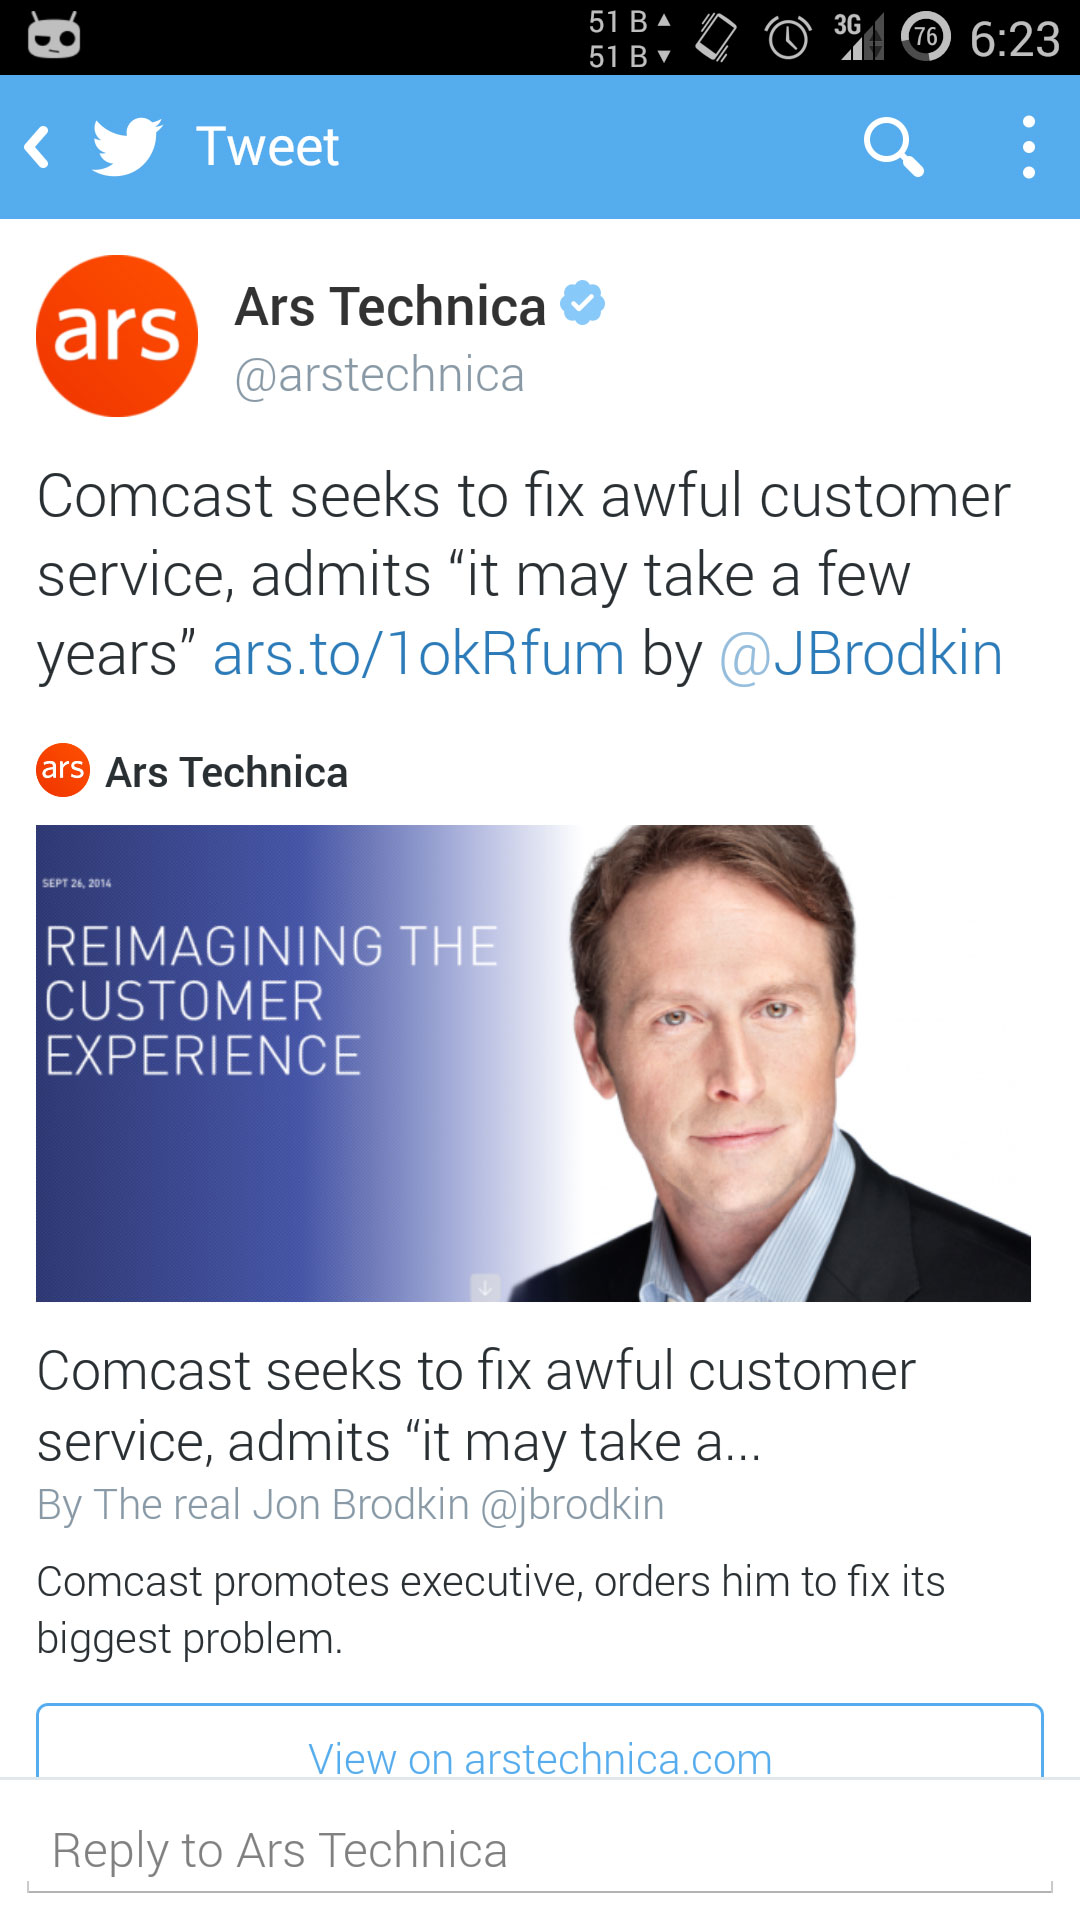 51 B
51 B
3G
76
6:23
Tweet
ars
Ars Technica
@arstechnica
Comcast seeks to fix awful customer
service, admits “it may take a few
years” ars.to/1okRfum by @JBrodkin
ars
Ars Technica
SEPT 26, 2014
REIMAGINING THE
CUSTOMER
EXPERIENCE
Comcast seeks to fix awful customer
service, admits “it may take a...
By The real Jon Brodkin @jbrodkin
Comcast promotes executive, orders him to fix its
biggest problem.
View on arstechnica.com
Reply to Ars Technica